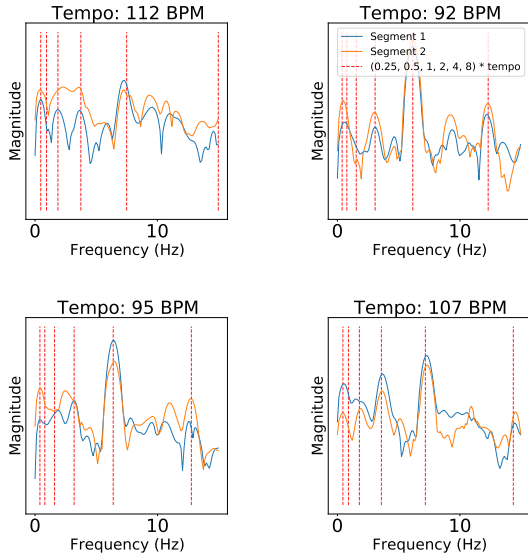 Tempo: 112 BPM
Magnitude
0
10
Frequency (Hz)
Tempo: 92 BPM
Segment 1
Segment 2
(0.25, 0.5, 1, 2, 4, 8) * tempo
Magnitude
0
10
Frequency (Hz)
Tempo: 95 BPM
Magnitude
0
10
Frequency (Hz)
Tempo: 107 BPM
Magnitude
0
10
Frequency (Hz)